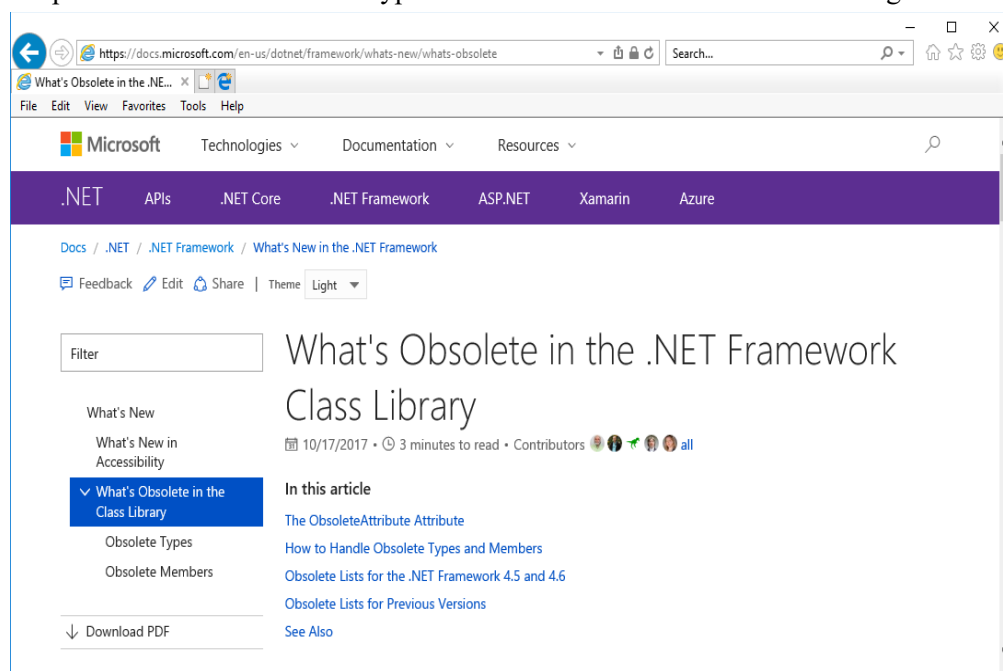 https://docs.microsoft.com/en-us/dotnet/framework/whats-new/whats-obsolete
Search...
What's Obsolete in the .NE...
File Edit View Favorites Tools Help
Microsoft Technologies Documentation Resources
.NET APIs .NET Core .NET Framework ASP.NET Xamarin Azure
Docs / .NET / .NET Framework / What's New in the .NET Framework
Feedback Edit Share | Theme Light
Filter
What's New
What's New in
Accessibility
What's Obsolete in the
Class Library
Obsolete Types
Obsolete Members
Download PDF
What's Obsolete in the .NET Framework
Class Library
10/17/2017 • 3 minutes to read • Contributors all
In this article
The ObsoleteAttribute Attribute
How to Handle Obsolete Types and Members
Obsolete Lists for the .NET Framework 4.5 and 4.6
Obsolete Lists for Previous Versions
See Also